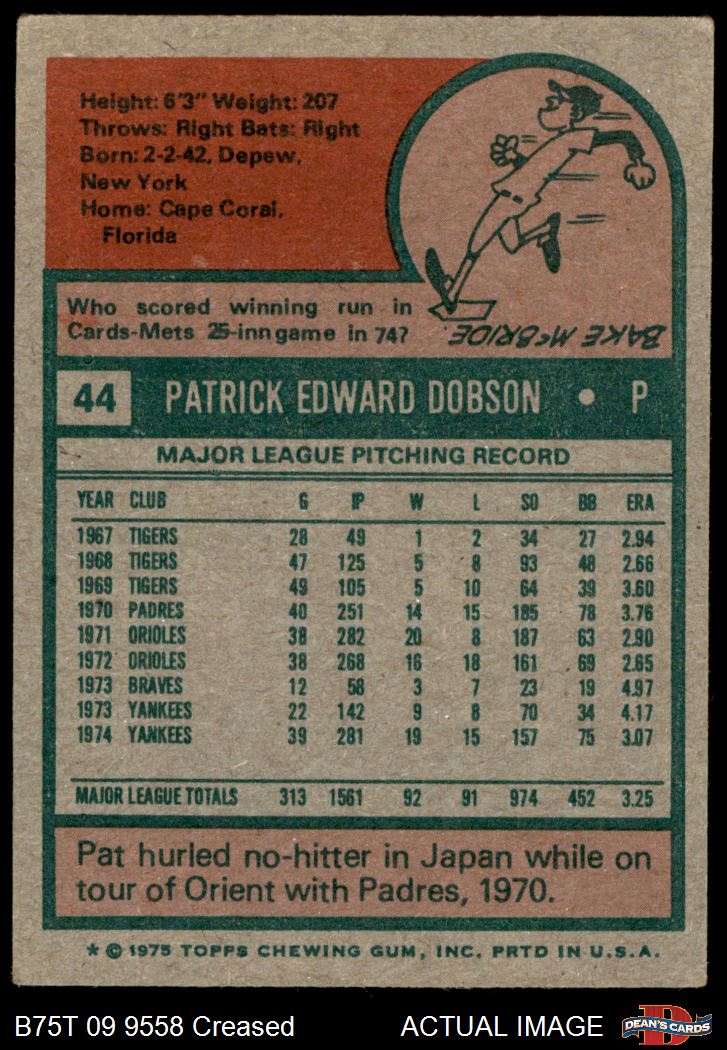 Height: 6'3" Weight: 207
Throws: Right Bats: Right
Born: 2-2-42, Depew,
New York
Home: Cape Coral,
Florida
Who scored winning run in
Cards-Mets 25-inn game in 74?
BAKE McBRIDE.
44 PATRICK EDWARD DOBSON • P
MAJOR LEAGUE PITCHING RECORD
YEAR CLUB G IP W L SO BB ERA
1967 TIGERS 28 49 1 2 34 27 2.94
1968 TIGERS 47 125 5 8 93 48 2.66
1969 TIGERS 49 105 5 10 64 39 3.60
1970 PADRES 40 251 14 15 185 78 3.76
1971 ORIOLES 38 282 20 8 187 63 2.90
1972 ORIOLES 38 268 16 18 161 69 2.65
1973 BRAVES 12 58 3 7 23 19 4.97
1973 YANKEES 22 142 9 8 70 34 4.17
1974 YANKEES 39 281 19 15 157 75 3.07
MAJOR LEAGUE TOTALS 313 1561 92 91 974 452 3.25
Pat hurled no-hitter in Japan while on
tour of Orient with Padres, 1970.
* © 1975 TOPPS CHEWING GUM, INC. PRTD IN U.S.A.
B75T 09 9558 Creased ACTUAL IMAGE
D
DEAN'S CARDS